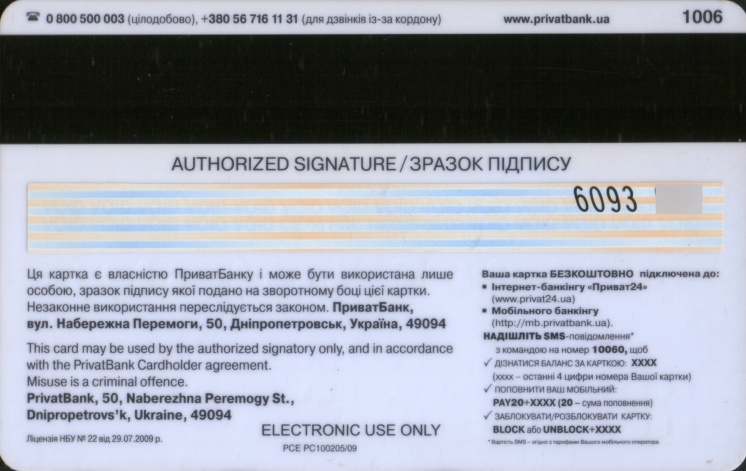 ☎ 0 800 500 003 (цілодобово), +380 56 716 11 31 (для дзвінків із-за кордону) www.privatbank.ua 1006
AUTHORIZED SIGNATURE / ЗРАЗОК ПІДПИСУ
6093
Ця картка є власністю ПриватБанку і може бути використана лише
особою, зразок підпису якої подано на зворотному боці цієї картки.
Незаконне використання переслідується законом. ПриватБанк,
вул. Набережна Перемоги, 50, Дніпропетровськ, Україна, 49094
This card may be used by the authorized signatory only, and in accordance
with the PrivatBank Cardholder agreement.
Misuse is a criminal offence.
PrivatBank, 50, Naberezhna Peremogy St.,
Dnipropetrovs'k, Ukraine, 49094
Ліцензія НБУ № 22 від 29.07.2009 р.
ELECTRONIC USE ONLY
PCE PC100205/09
Ваша картка БЕЗКОШТОВНО підключена до:
▪ Інтернет-банкінгу «Приват24»
(www.privat24.ua)
▪ Мобільного банкінгу
(http://mb.privatbank.ua).
НАДІШЛІТЬ SMS-повідомлення*
з командою на номер 10060, щоб
✓ ДІЗНАТИСЯ БАЛАНС ЗА КАРТКОЮ: XXXX
(xxxx – останні 4 цифри номера Вашої картки)
✓ ПОПОВНИТИ ВАШ МОБІЛЬНИЙ:
PAY20+XXXX (20 – сума поповнення)
✓ ЗАБЛОКУВАТИ/РОЗБЛОКУВАТИ КАРТКУ:
BLOCK або UNBLOCK+XXXX
* Вартість SMS – згідно з тарифами Вашого мобільного оператора.